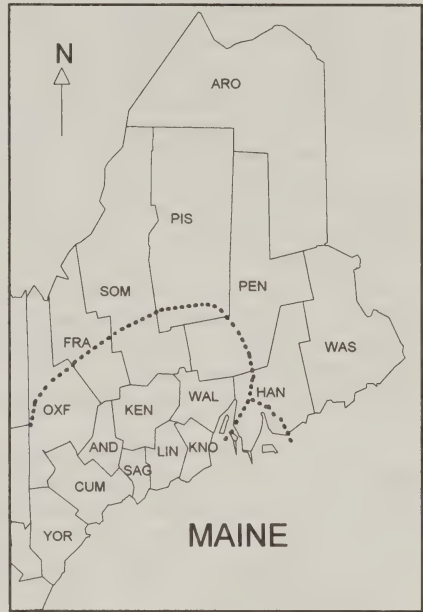 N
ARO
PIS
SOM
PEN
FRA
WAS
OXF
KEN
WAL
HAN
AND
LIN
KNO
SAG
CUM
YOR
MAINE